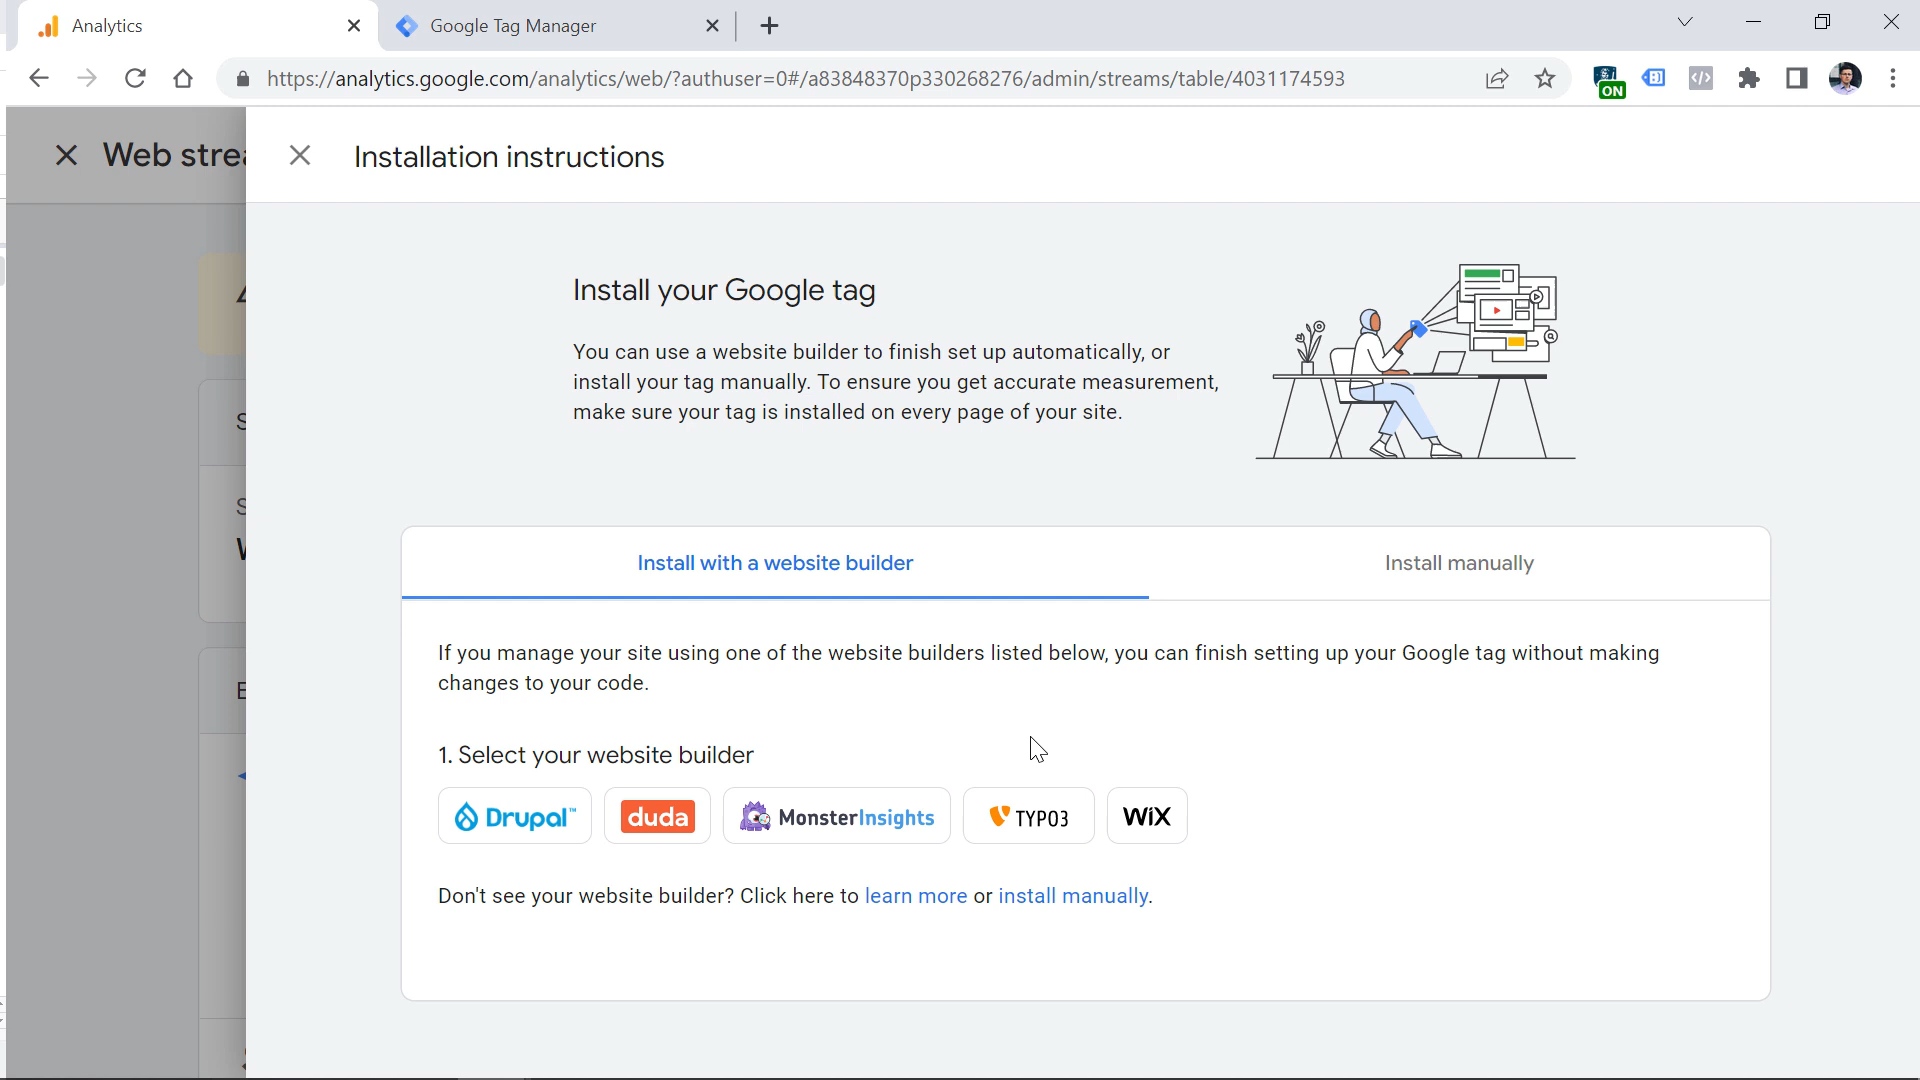 Analytics
Google Tag Manager
https://analytics.google.com/analytics/web/?authuser=0#/a83848370p330268276/admin/streams/table/4031174593
ON
Web strea
Installation instructions
Install your Google tag
You can use a website builder to finish set up automatically, or
install your tag manually. To ensure you get accurate measurement,
make sure your tag is installed on every page of your site.
Install with a website builder
Install manually
If you manage your site using one of the website builders listed below, you can finish setting up your Google tag without making
changes to your code.
1. Select your website builder
Drupal™
duda
MonsterInsights
TYPO3
WiX
Don't see your website builder? Click here to learn more or install manually.